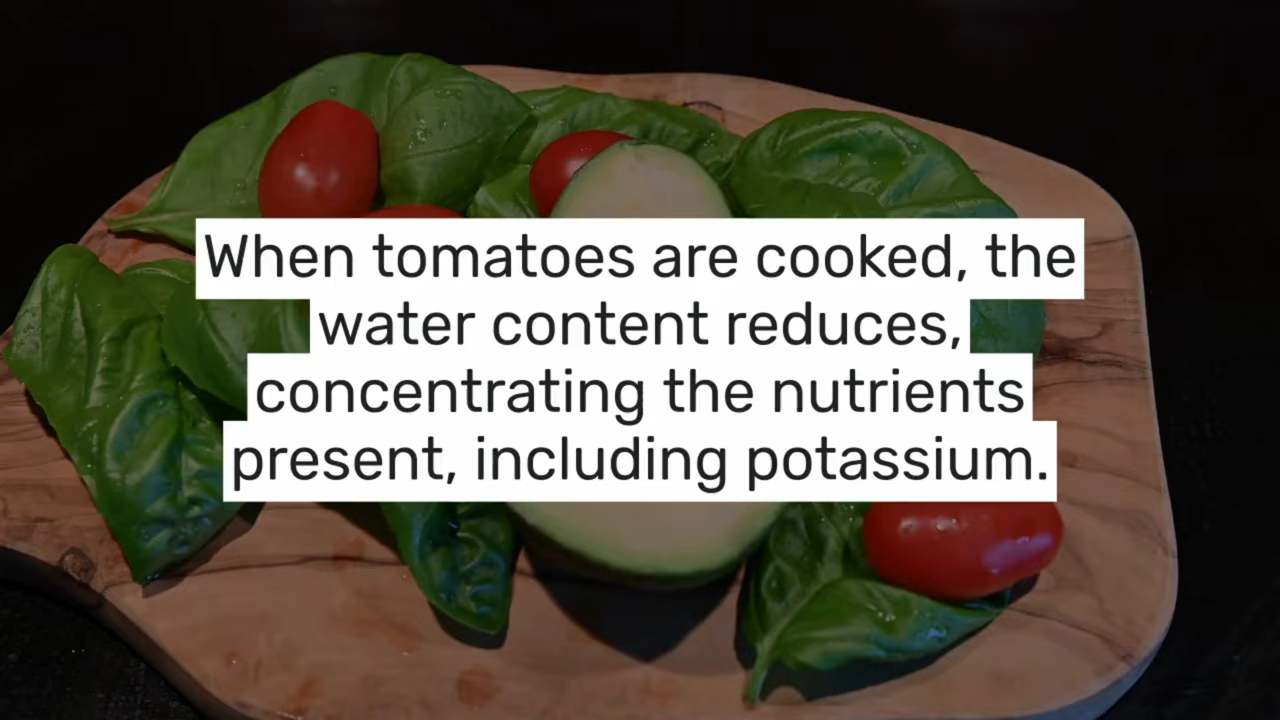 When tomatoes are cooked, the
water content reduces,
concentrating the nutrients
present, including potassium.